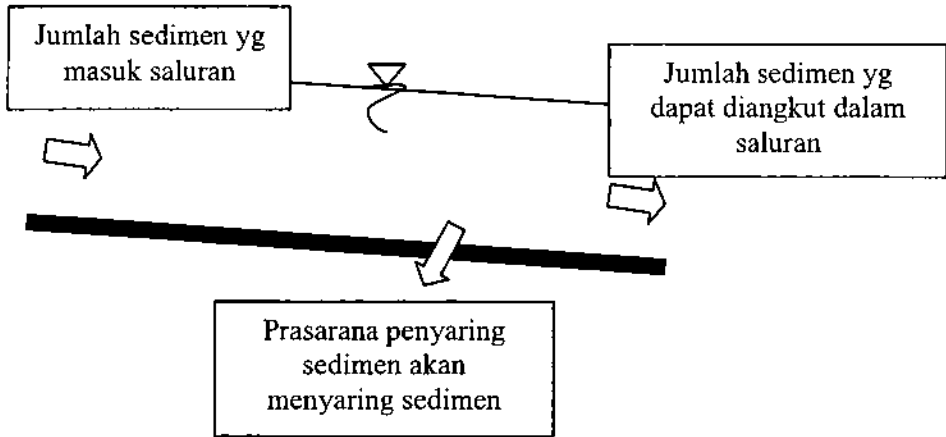 Jumlah sedimen yg
masuk saluran
Jumlah sedimen yg
dapat diangkut dalam
saluran
Prasarana penyaring
sedimen akan
menyaring sedimen